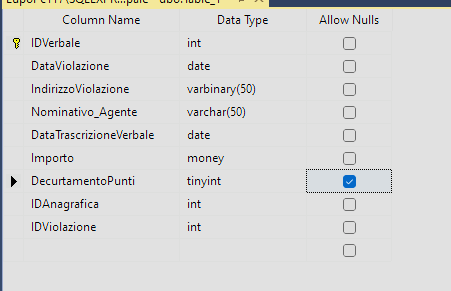 Column Name Data Type Allow Nulls
IDVerbale int
DataViolazione date
IndirizzoViolazione varbinary(50)
Nominativo_Agente varchar(50)
DataTrascrizioneVerbale date
Importo money
DecurtamentoPunti tinyint
IDAnagrafica int
IDViolazione int